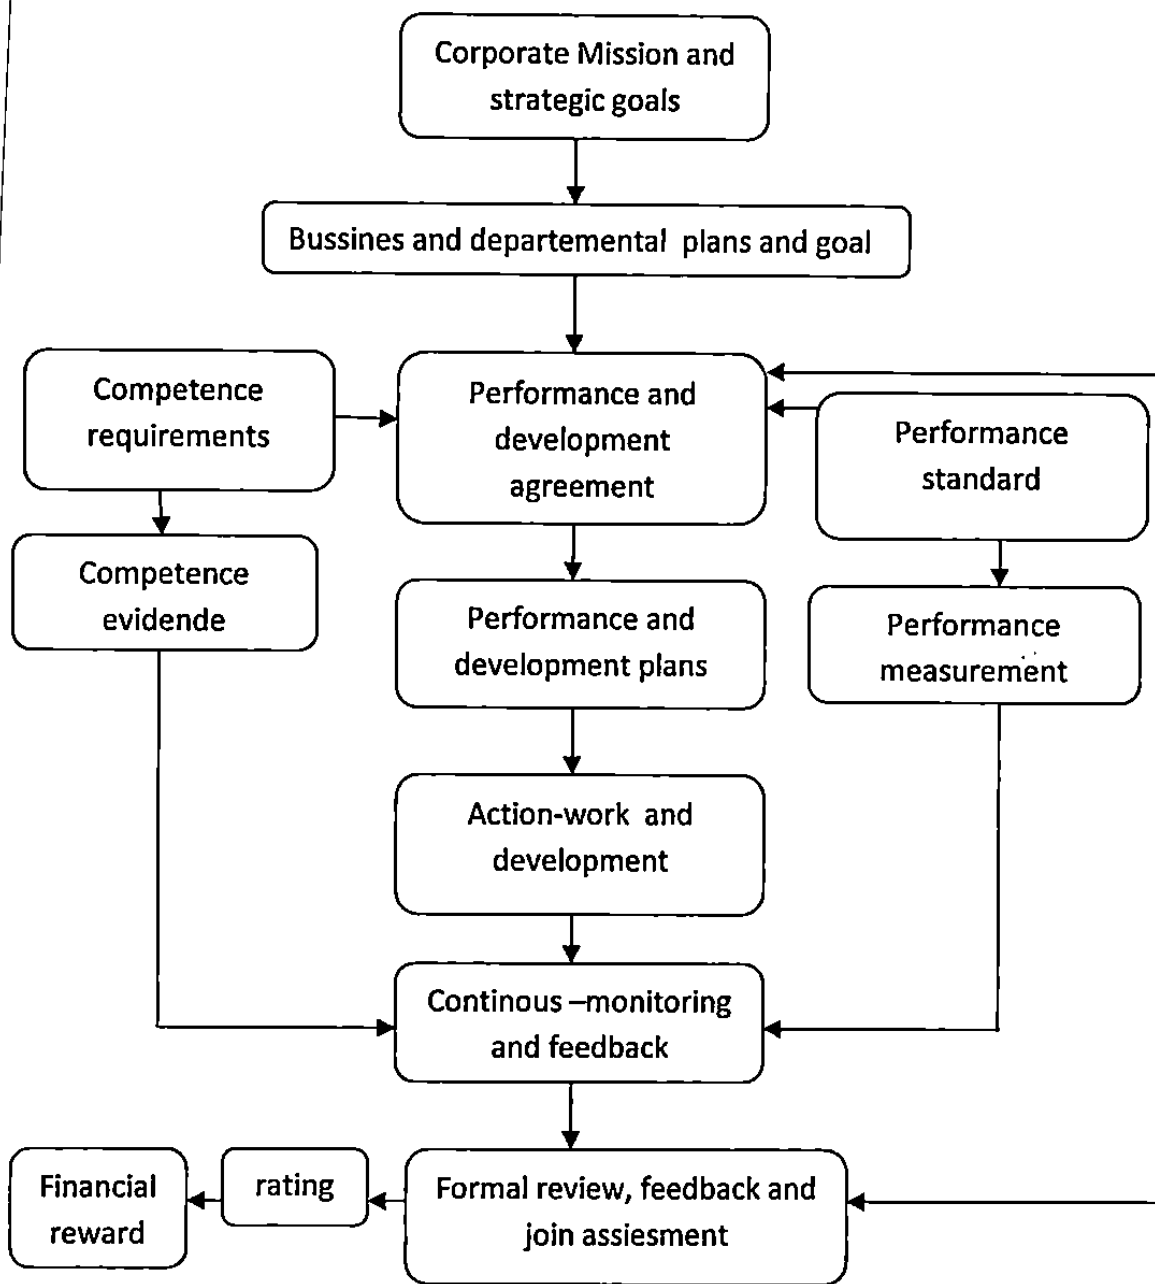 Corporate Mission and
strategic goals
Bussines and departemental plans and goal
Competence
requirements
Performance and
development
agreement
Performance
standard
Competence
evidende
Performance and
development plans
Performance
measurement
Action-work and
development
Continous –monitoring
and feedback
Financial
reward
rating
Formal review, feedback and
join assiesment